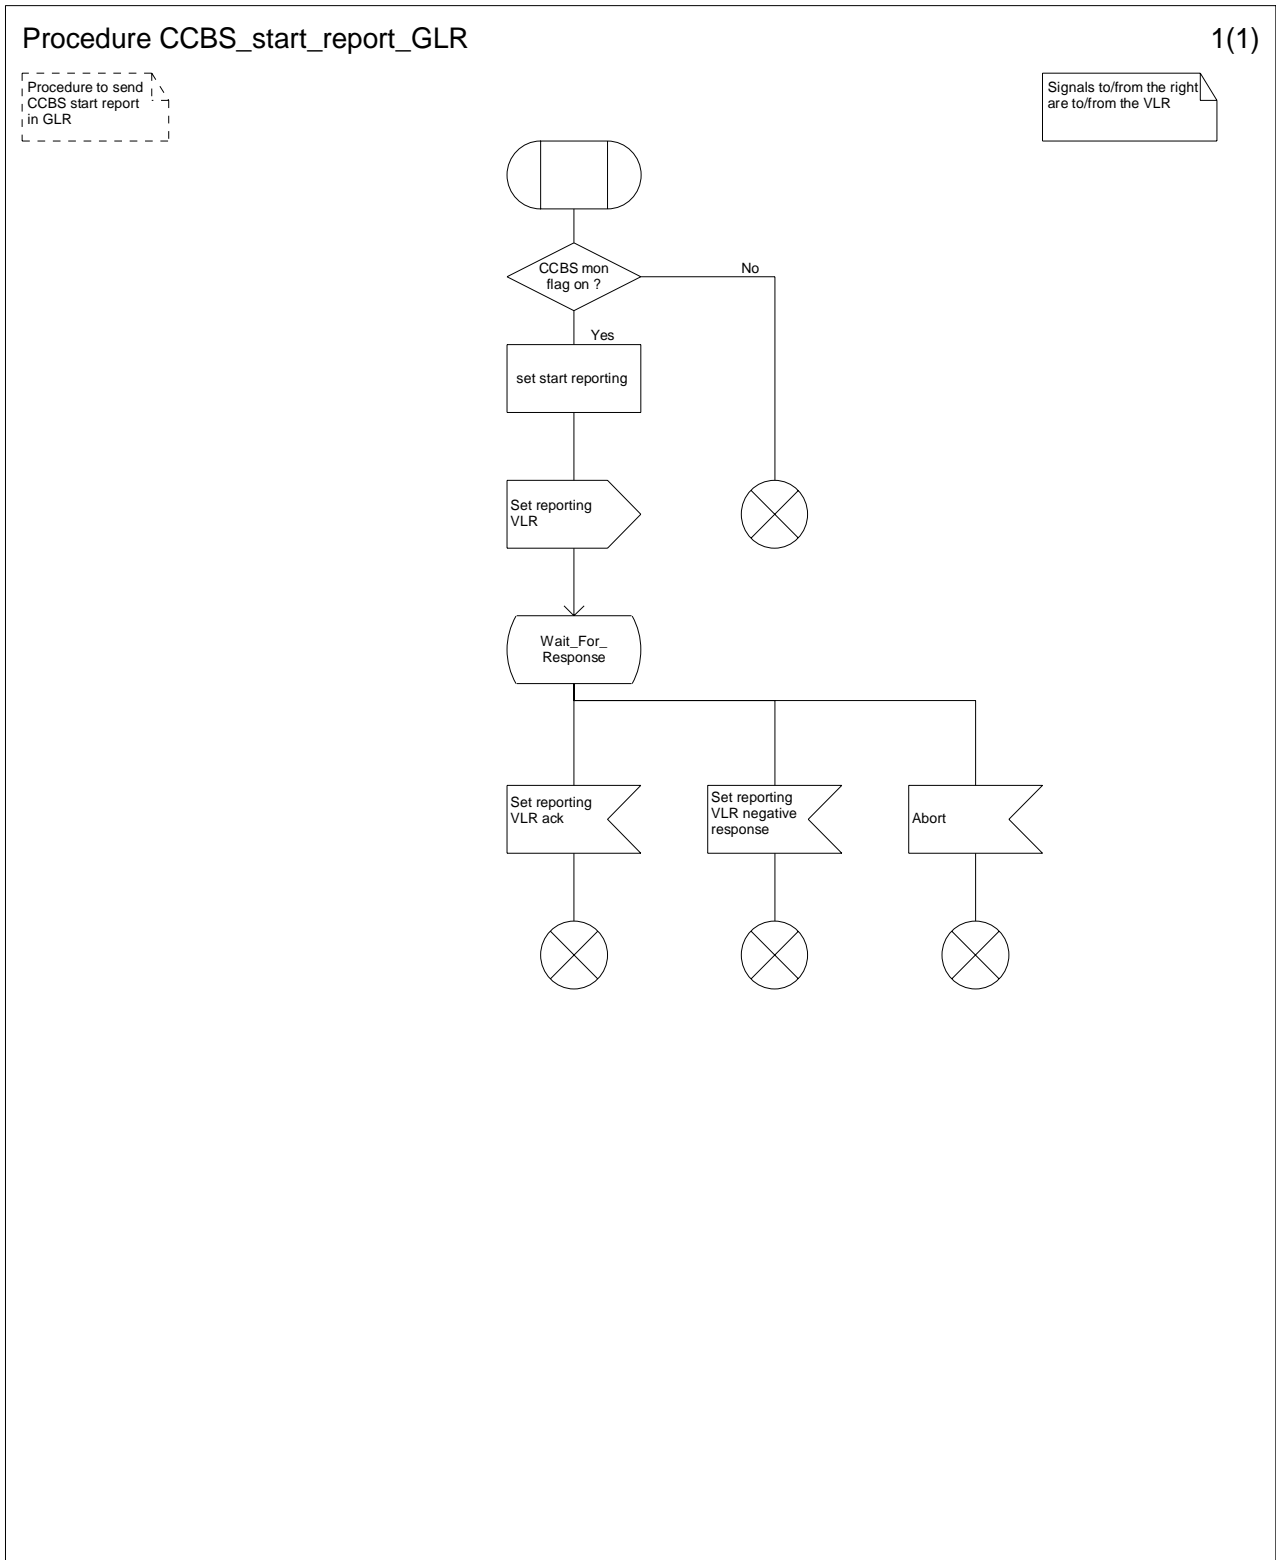 Procedure CCBS_start_report_GLR
1(1)
Procedure to send
CCBS start report
in GLR
Signals to/from the right
are to/from the VLR
CCBS mon
flag on ?
No
Yes
set start reporting
Set reporting
VLR
Wait_For_
Response
Set reporting
VLR ack
Set reporting
VLR negative
response
Abort